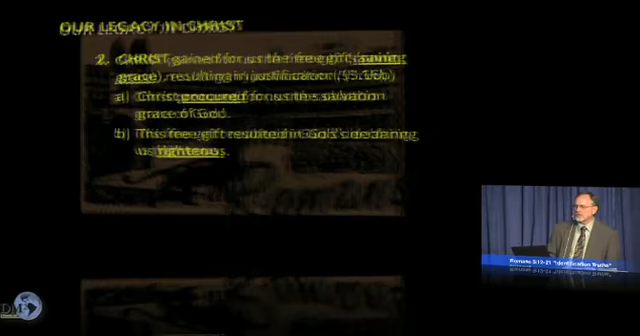 OUR LEGACY IN CHRIST
2. CHRIST gained for us the free gift (saving
grace), resulting in justification (
a) Christ procured for us the salvation
grace of God.
b) This free gift resulted in God's declaring
us righteous.
Romans 5:12-21 "Identification Truths"
DM